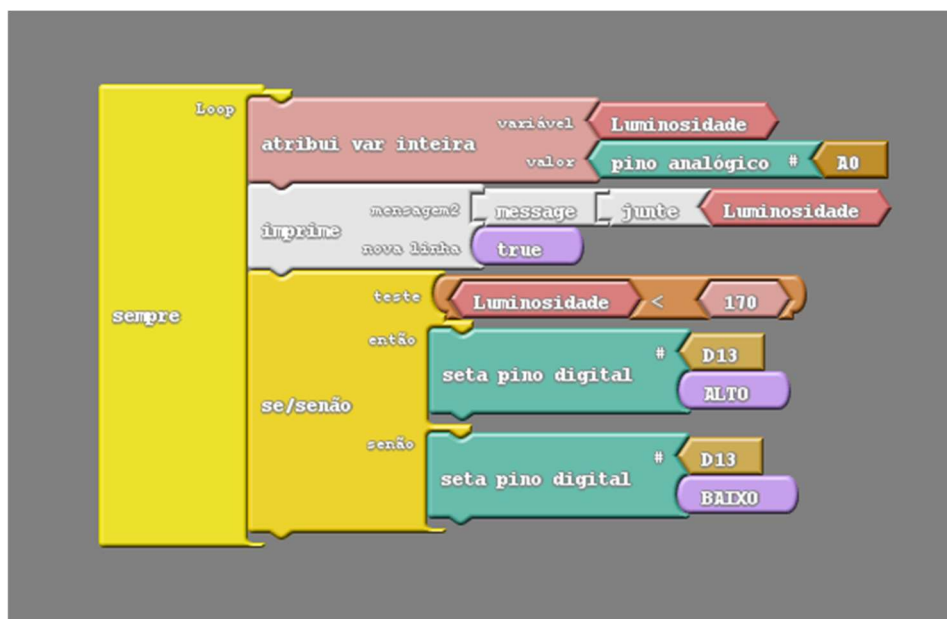 Loop
variável Luminosidade
atribui var inteira
valor pino analógico # A0
mensagem2 message junte Luminosidade
imprime
nova linha true
teste Luminosidade < 170
sempre
então
# D13
seta pino digital
ALTO
se/senão
senão
# D13
seta pino digital
BAIXO